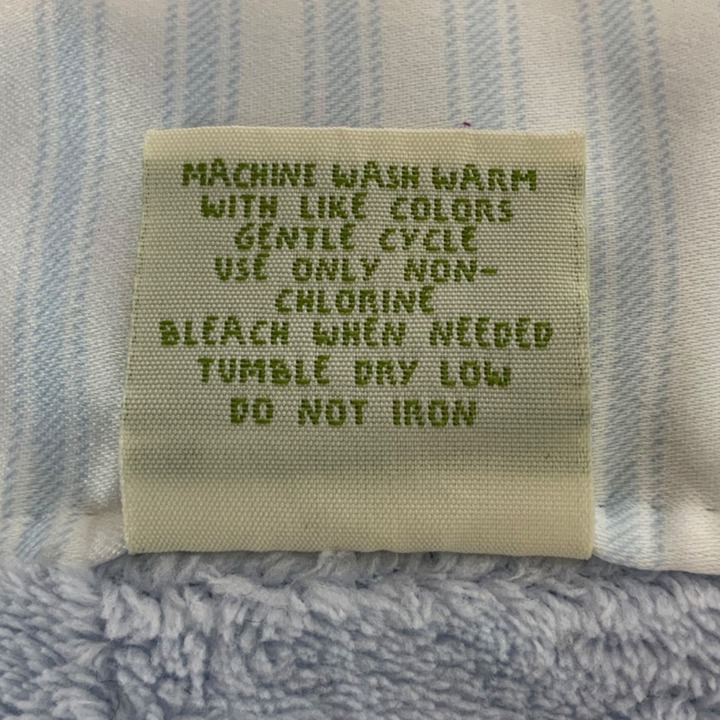 MACHINE WASH WARM
WITH LIKE COLORS
GENTLE CYCLE
USE ONLY NON-
CHLORINE
BLEACH WHEN NEEDED
TUMBLE DRY LOW
DO NOT IRON